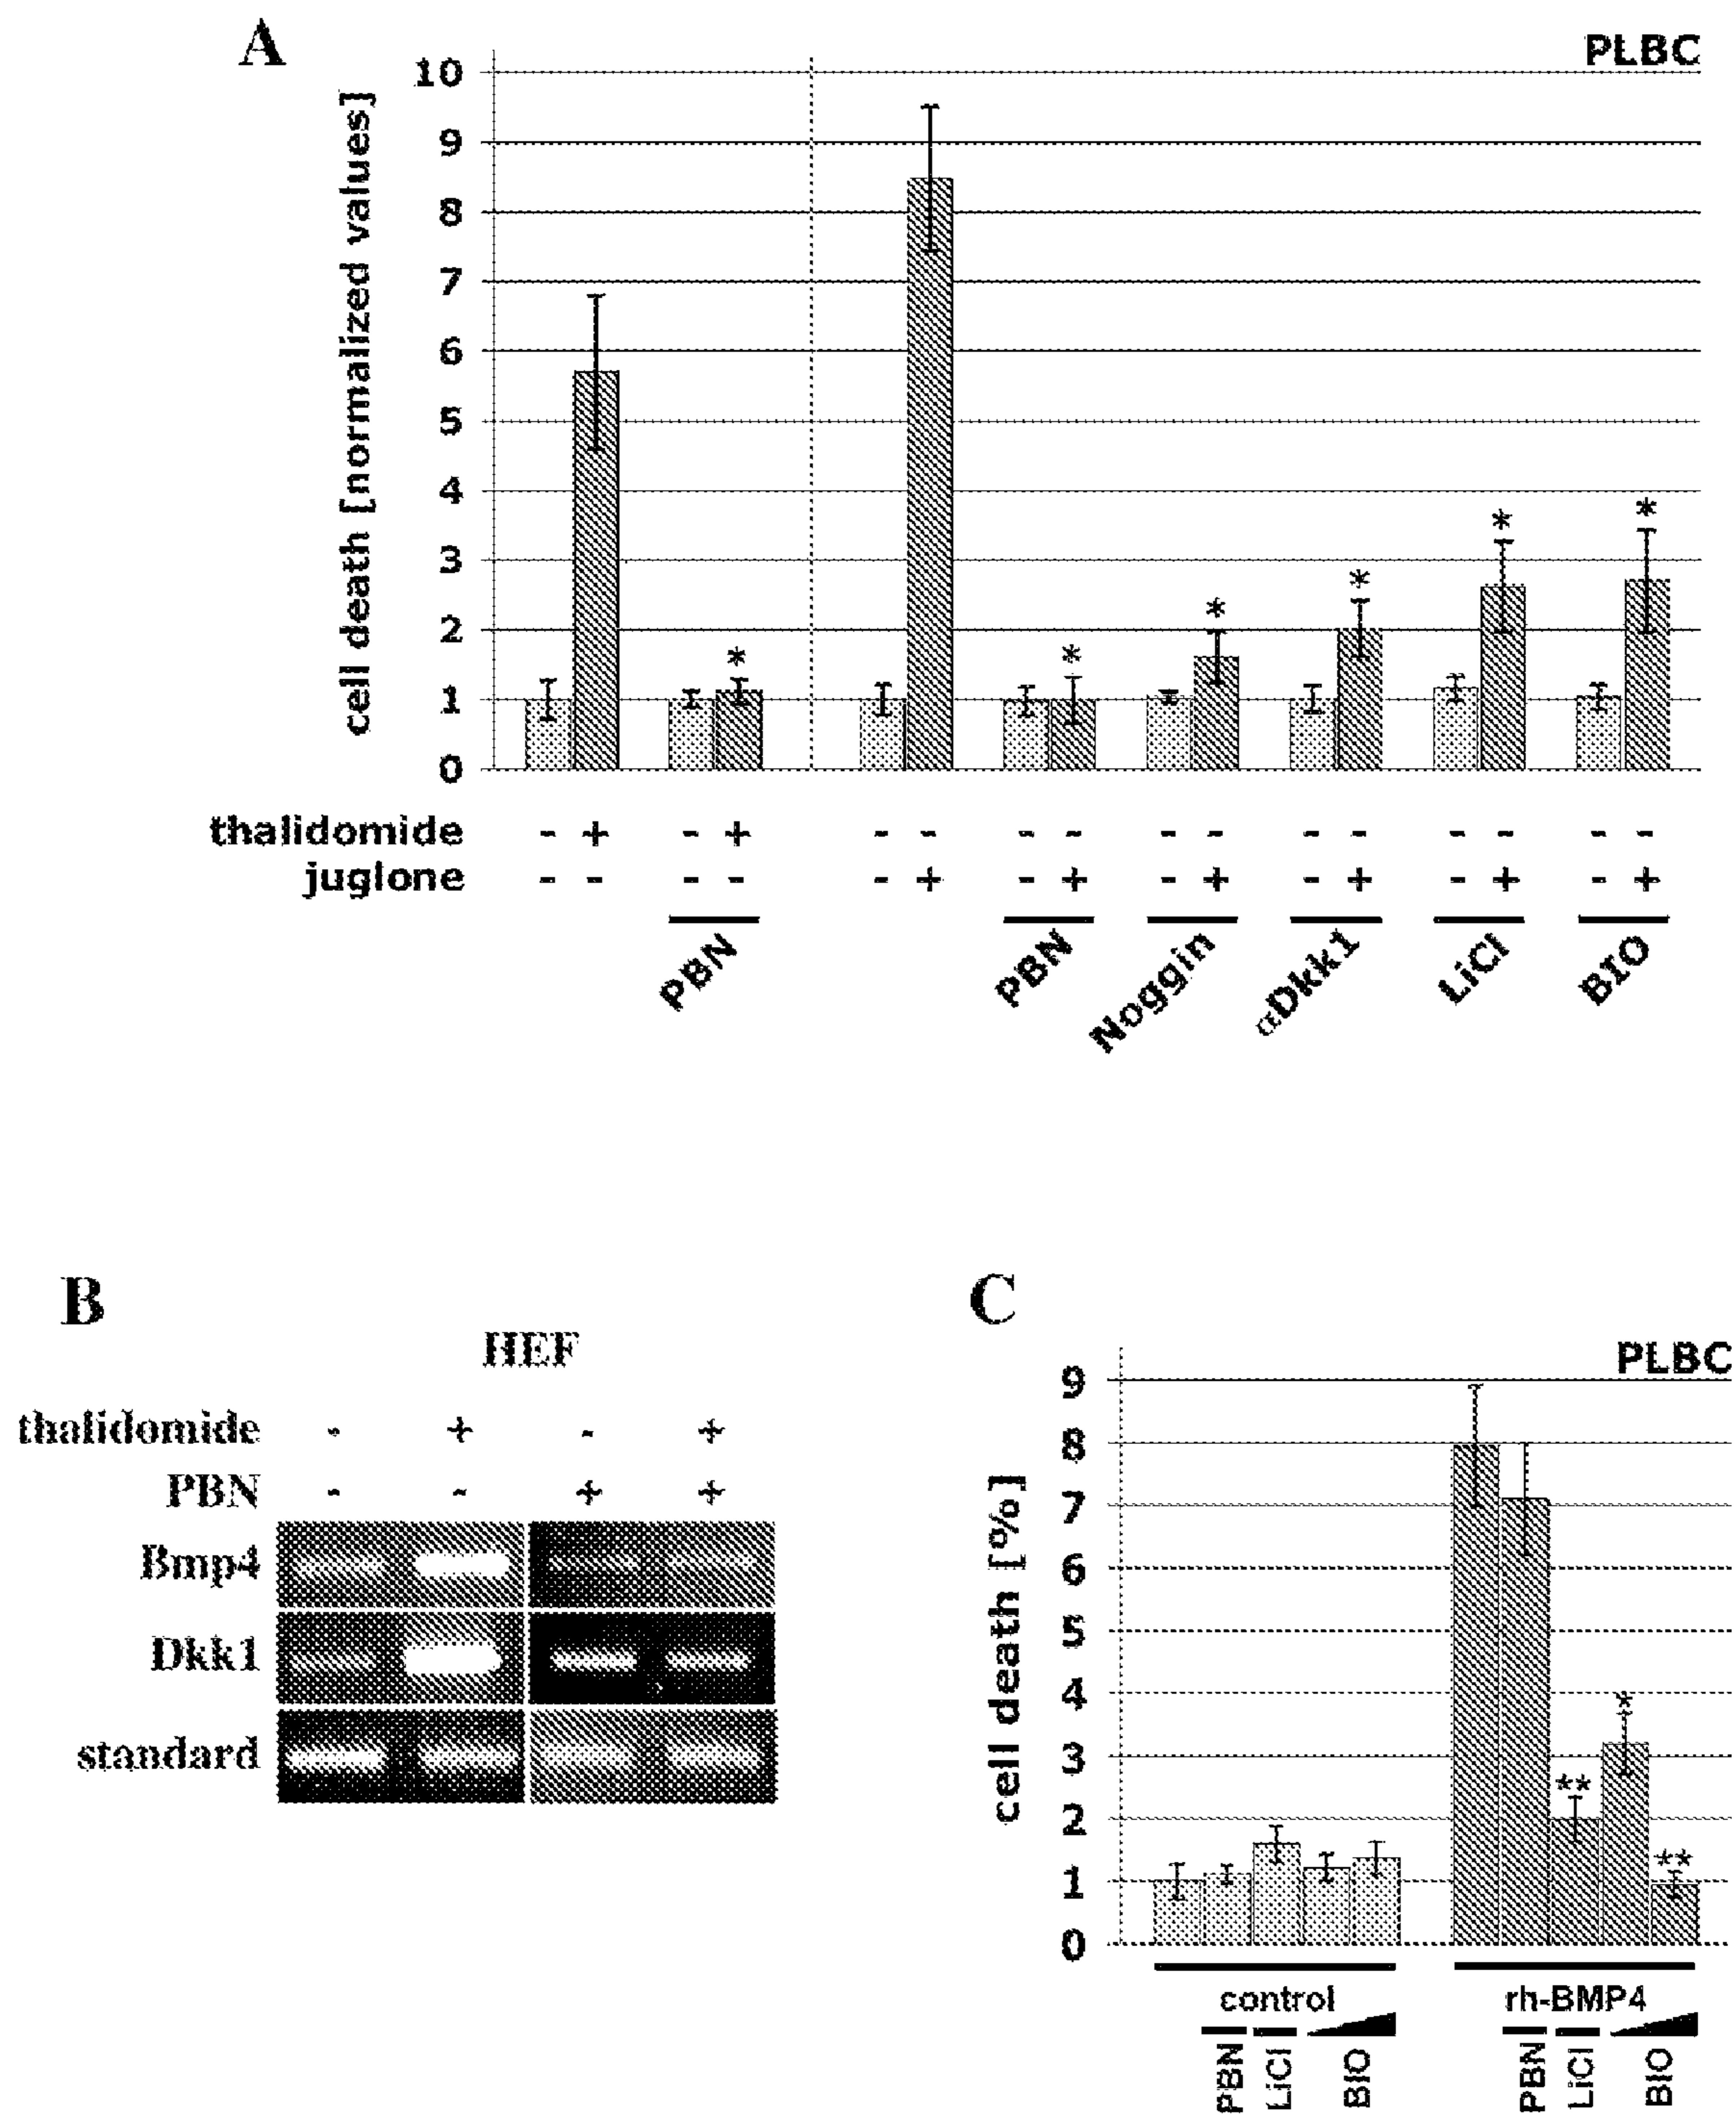 A
PLBC
cell death [normalized values]
10
9
8
7
6
5
4
3
2
1
0
* * * * * *
thalidomide - + - + - - - - - - - - - - - -
juglone - - - - - + - + - + - + - + - +
PBN PBN Noggin αDkk1 LiCl BIO
B
HEF
thalidomide - + - +
PBN - - + +
Bmp4
Dkk1
standard
C
PLBC
cell death [%]
9
8
7
6
5
4
3
2
1
0
** * **
control rh-BMP4
PBN LiCl BIO PBN LiCl BIO